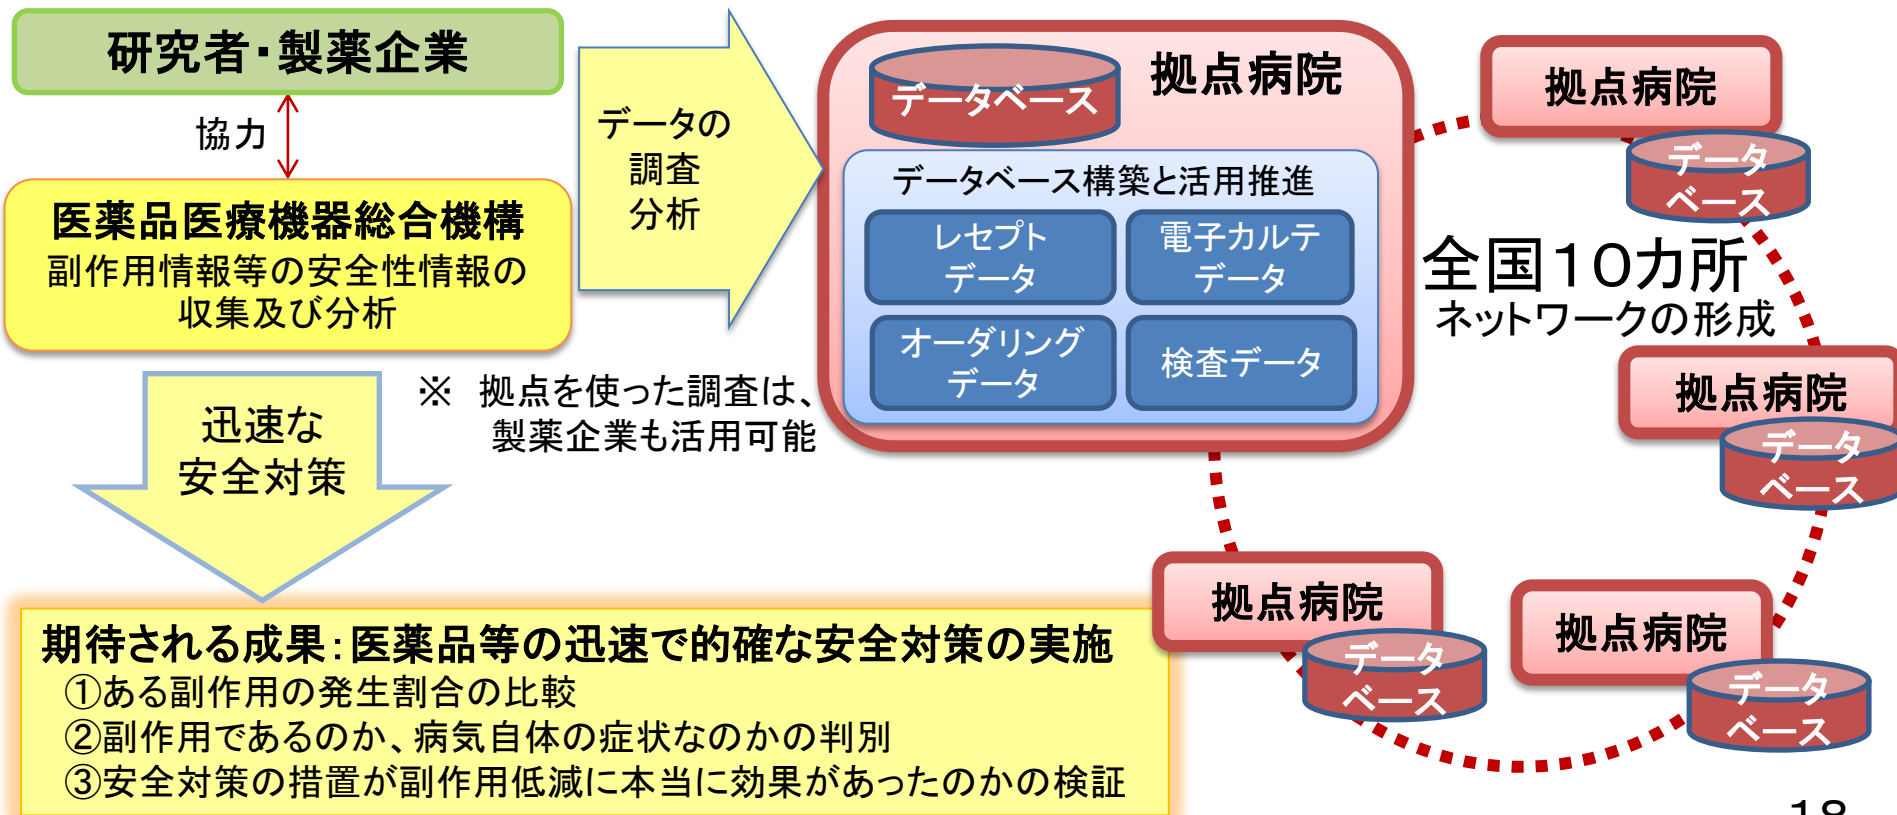 研究者・製薬企業
協力
医薬品医療機器総合機構
副作用情報等の安全性情報の
収集及び分析
データの
調査
分析
拠点病院
データベース
データベース構築と活用推進
レセプト
データ
電子カルテ
データ
オーダリング
データ
検査データ
※　拠点を使った調査は、
製薬企業も活用可能
迅速な
安全対策
拠点病院
データ
ベース
全国１０カ所
ネットワークの形成
拠点病院
データ
ベース
拠点病院
データ
ベース
拠点病院
データ
ベース
期待される成果：医薬品等の迅速で的確な安全対策の実施
①ある副作用の発生割合の比較
②副作用であるのか、病気自体の症状なのかの判別
③安全対策の措置が副作用低減に本当に効果があったのかの検証
18